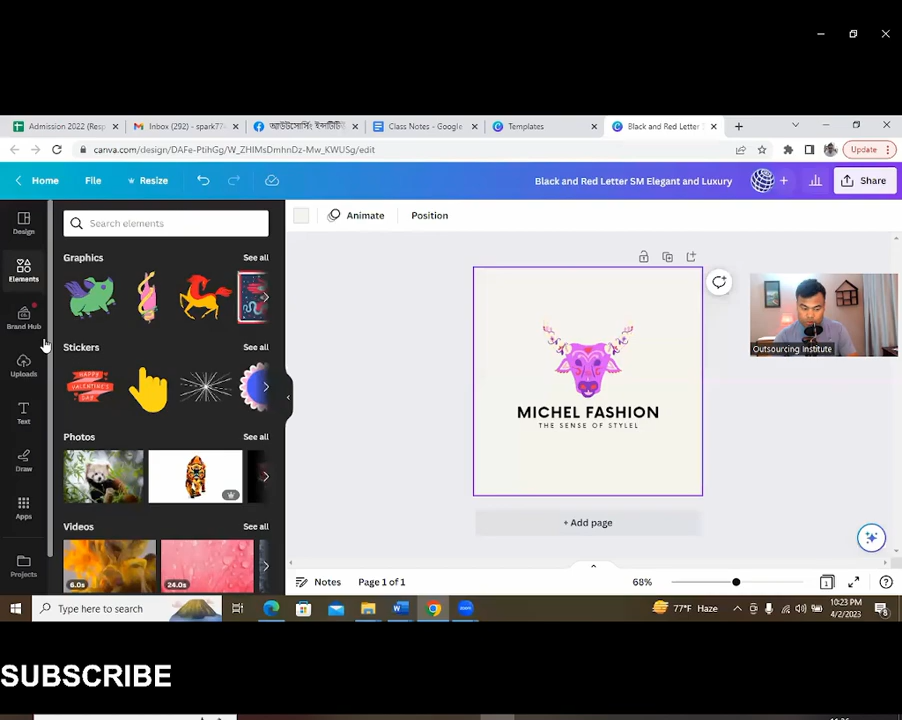 Admission 2022 (Resp
Inbox (292) - spark77
Class Notes - Google
Templates
Black and Red Letter
canva.com/design/DAFe-PtihGg/W_ZHIMsDmhnDz-Mw_KWUSg/edit
Update
Home
File
Resize
Black and Red Letter SM Elegant and Luxury
Share
Design
Elements
Brand Hub
Uploads
Text
Draw
Apps
Projects
Search elements
Graphics
See all
Stickers
See all
HAPPY
VALENTINE'S
DAY
Photos
See all
Videos
See all
6.0s
24.0s
Animate
Position
MICHEL FASHION
THE SENSE OF STYLEL
+ Add page
Outsourcing Institute
Notes
Page 1 of 1
68%
1
Type here to search
77°F Haze
10:23 PM
4/2/2023
8
SUBSCRIBE